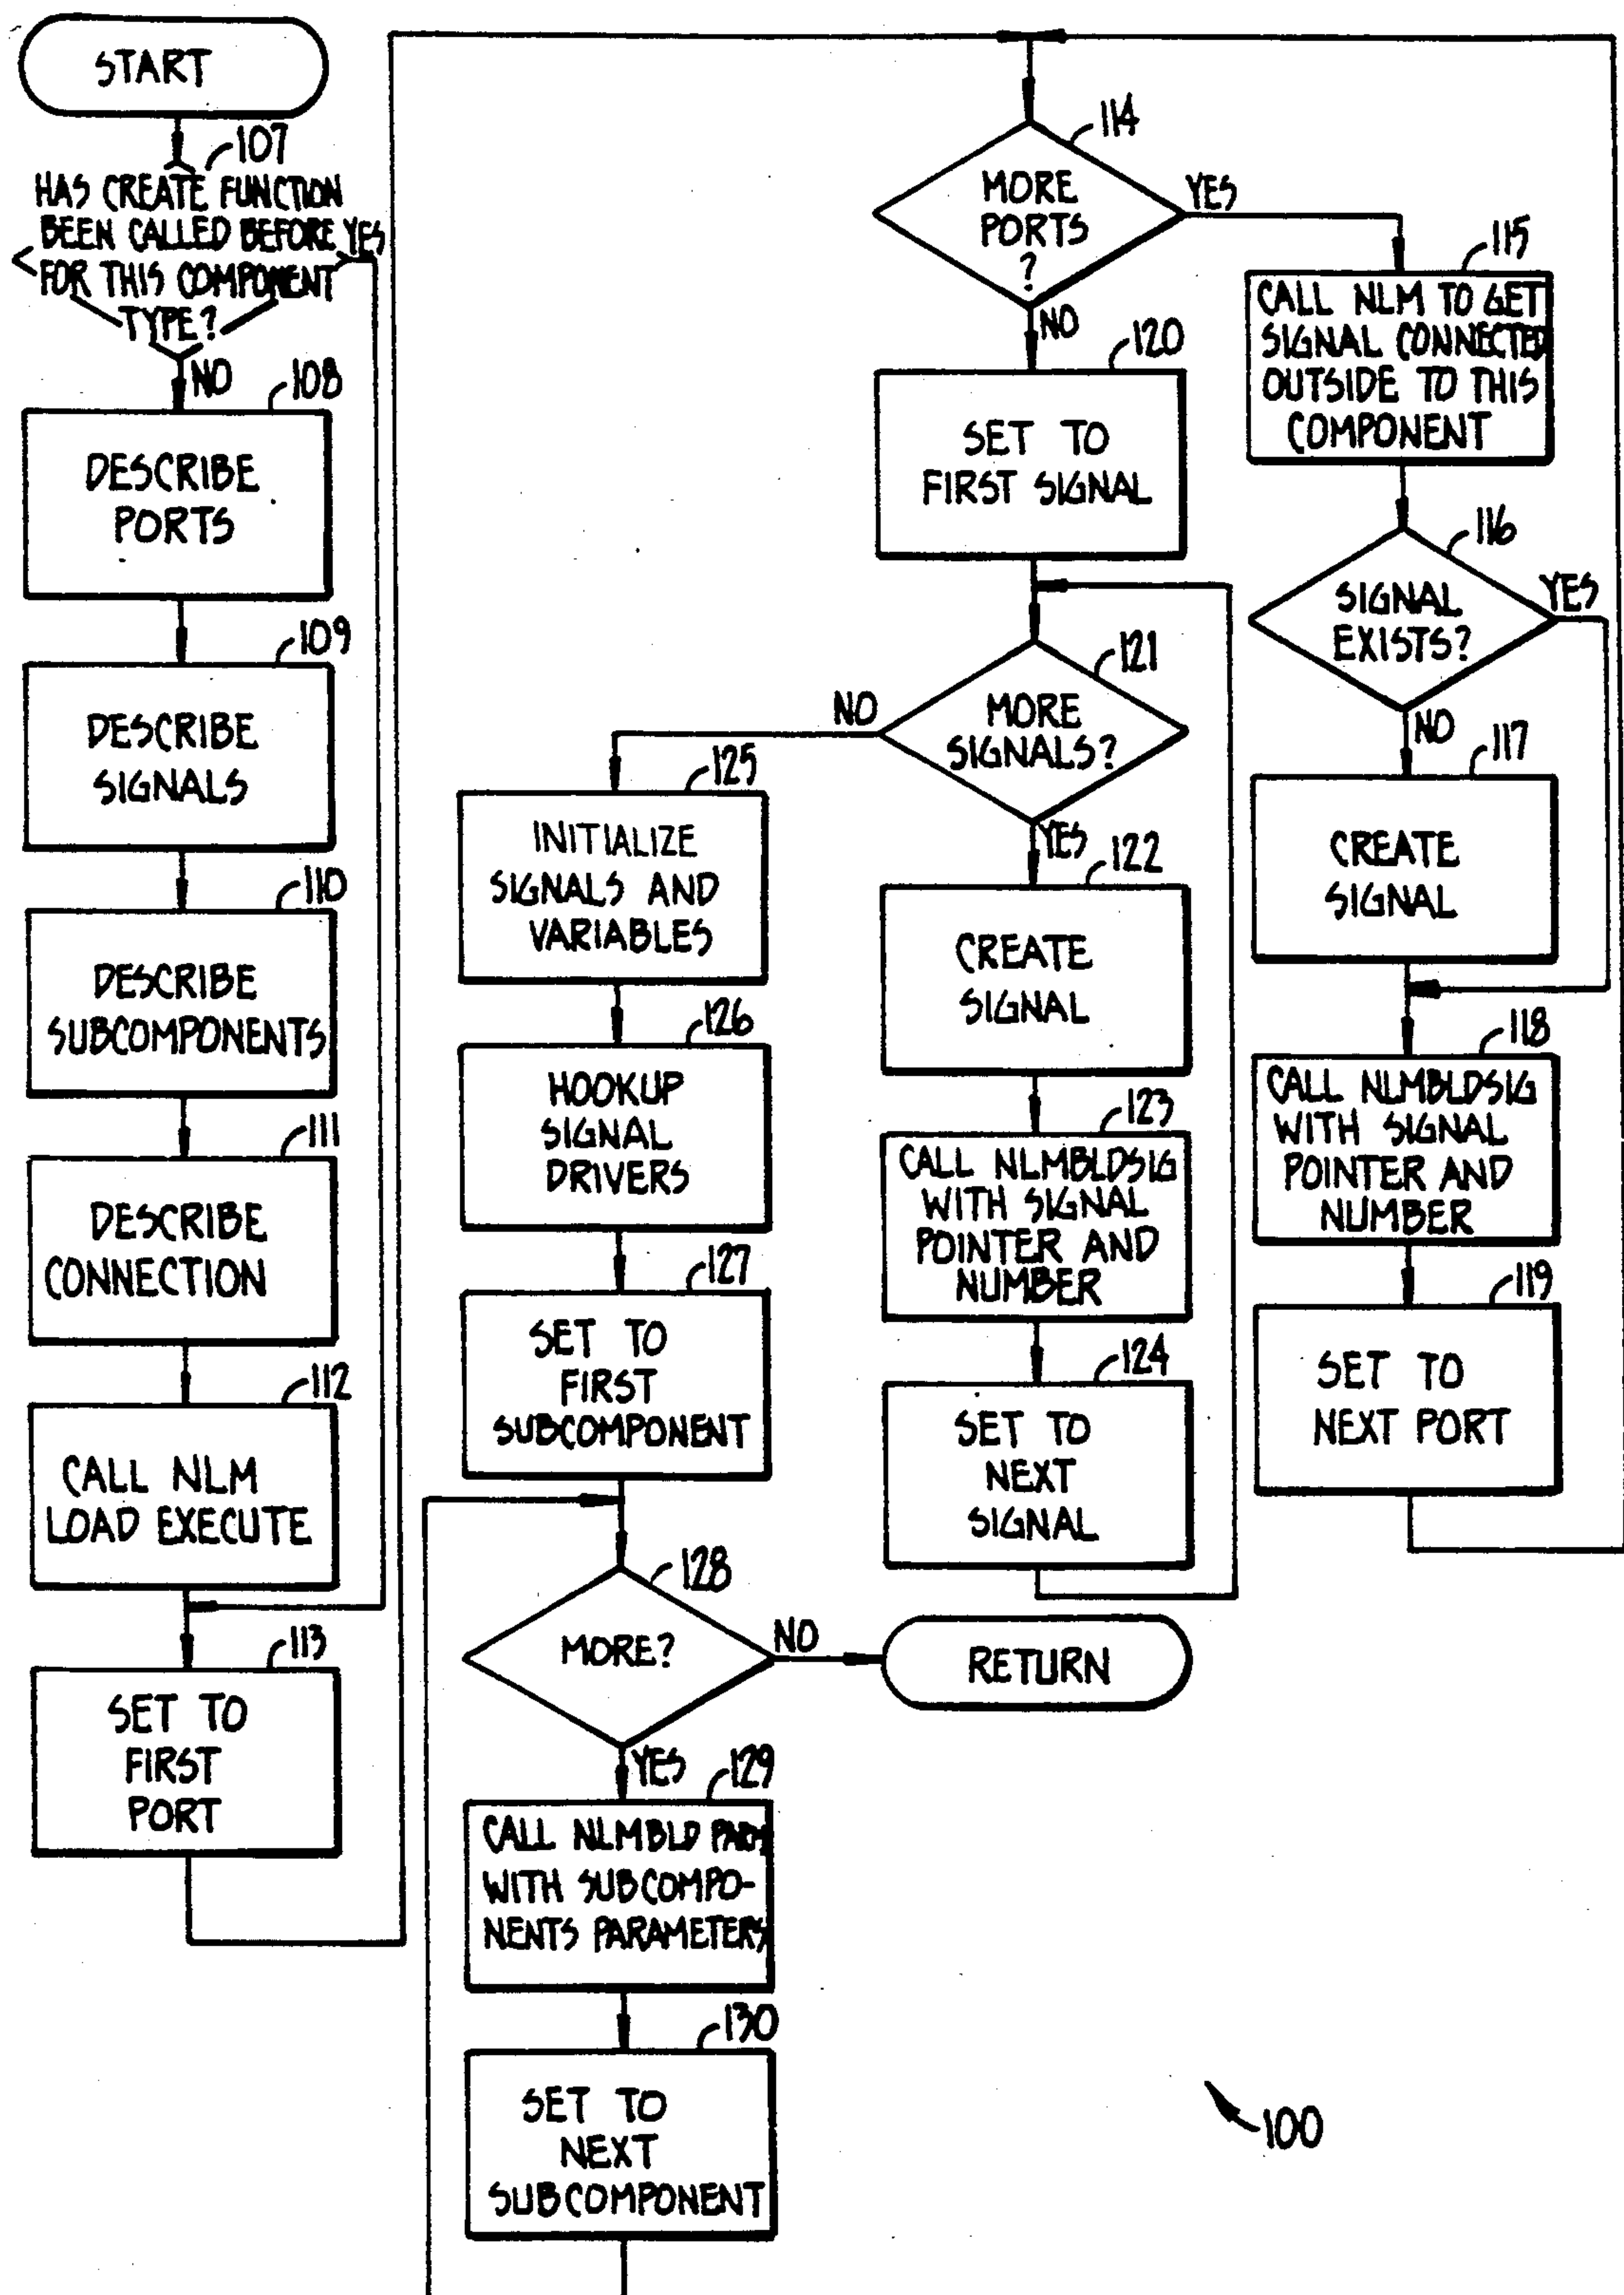 START
107
HAS CREATE FUNCTION
BEEN CALLED BEFORE YES
FOR THIS COMPONENT
TYPE?
NO
108
DESCRIBE
PORTS
109
DESCRIBE
SIGNALS
110
DESCRIBE
SUBCOMPONENTS
111
DESCRIBE
CONNECTION
112
CALL NLM
LOAD EXECUTE
113
SET TO
FIRST
PORT
114
MORE
PORTS
?
YES
NO
115
CALL NLM TO GET
SIGNAL CONNECTED
OUTSIDE TO THIS
COMPONENT
116
SIGNAL
EXISTS?
YES
NO
117
CREATE
SIGNAL
118
CALL NLMBLDSIG
WITH SIGNAL
POINTER AND
NUMBER
119
SET TO
NEXT PORT
120
SET TO
FIRST SIGNAL
121
MORE
SIGNALS?
NO
YES
122
CREATE
SIGNAL
123
CALL NLMBLDSIG
WITH SIGNAL
POINTER AND
NUMBER
124
SET TO
NEXT
SIGNAL
125
INITIALIZE
SIGNALS AND
VARIABLES
126
HOOKUP
SIGNAL
DRIVERS
127
SET TO
FIRST
SUBCOMPONENT
128
MORE?
NO
RETURN
YES
129
CALL NLMBLD PARM
WITH SUBCOMPO-
NENTS PARAMETERS
130
SET TO
NEXT
SUBCOMPONENT
100